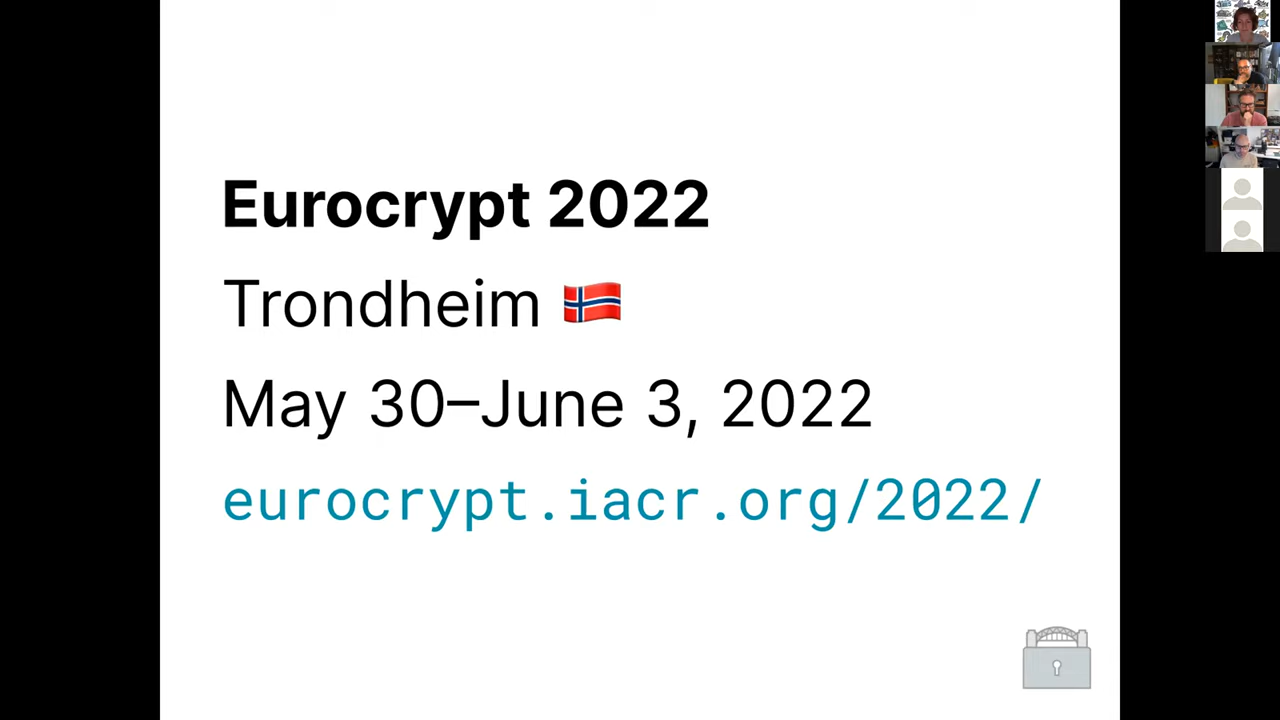 Eurocrypt 2022
Trondheim 🇳🇴
May 30–June 3, 2022
eurocrypt.iacr.org/2022/